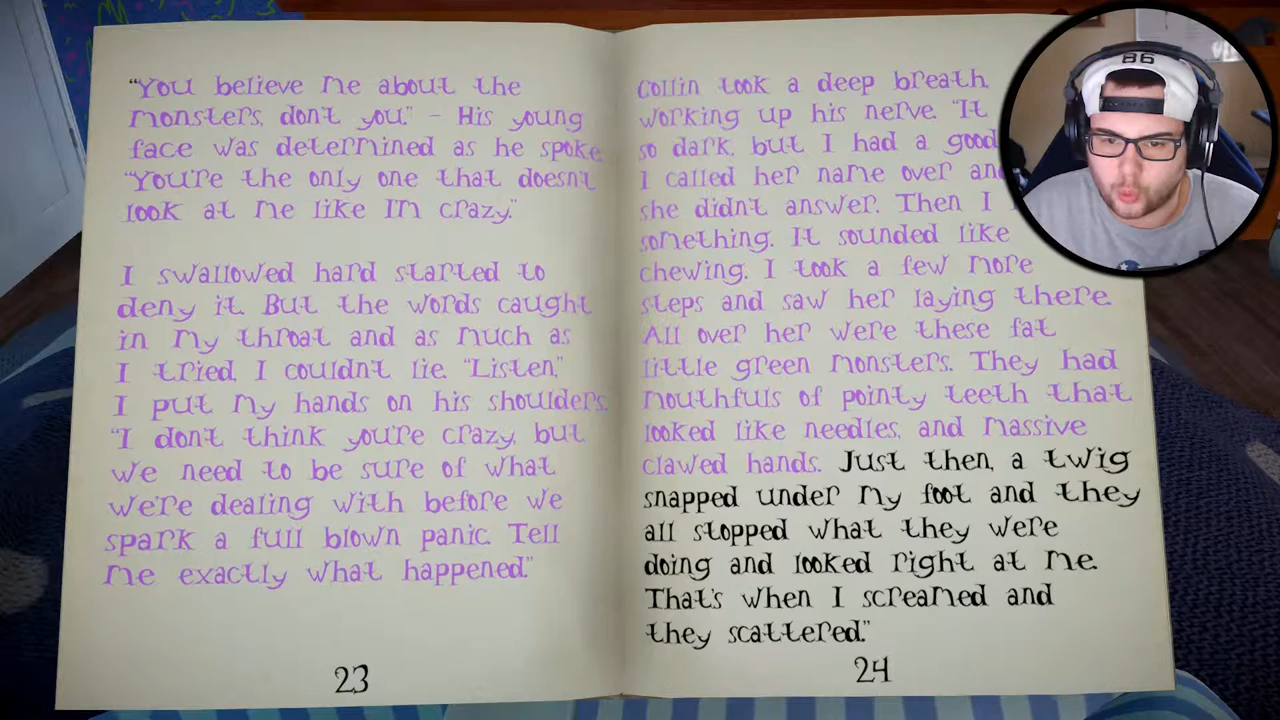 "You believe me about the
monsters, don't you." - His young
face was determined as he spoke.
"You're the only one that doesn't
look at me like I'm crazy."
I swallowed hard started to
deny it. But the words caught
in my throat and as much as
I tried, I couldn't lie. "Listen,"
I put my hands on his shoulders.
"I don't think you're crazy, but
we need to be sure of what
we're dealing with before we
spark a full blown panic. Tell
me exactly what happened."
23
Collin took a deep breath,
working up his nerve. "It
so dark, but I had a good
I called her name over and
she didn't answer. Then I
something. It sounded like
chewing. I took a few more
steps and saw her laying there.
All over her were these fat
little green monsters. They had
mouthfuls of pointy teeth that
looked like needles, and massive
clawed hands. Just then, a twig
snapped under my foot and they
all stopped what they were
doing and looked right at me.
That's when I screamed and
they scattered."
24
86